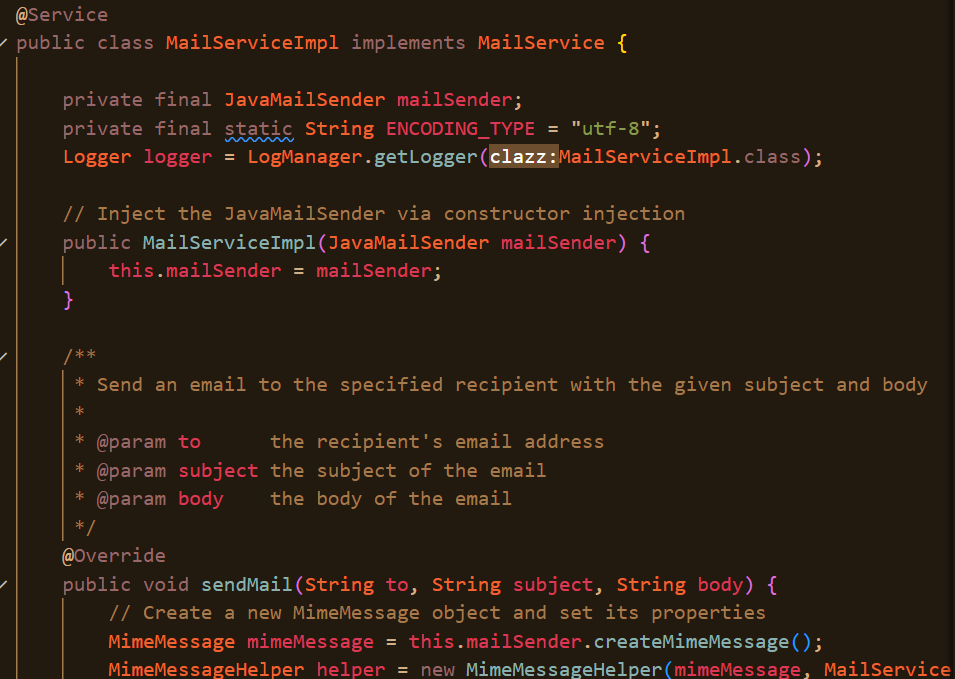 @Service
public class MailServiceImpl implements MailService {
private final JavaMailSender mailSender;
private final static String ENCODING_TYPE = "utf-8";
Logger logger = LogManager.getLogger(clazz:MailServiceImpl.class);
// Inject the JavaMailSender via constructor injection
public MailServiceImpl(JavaMailSender mailSender) {
this.mailSender = mailSender;
}
/**
* Send an email to the specified recipient with the given subject and body
*
* @param to the recipient's email address
* @param subject the subject of the email
* @param body the body of the email
*/
@Override
public void sendMail(String to, String subject, String body) {
// Create a new MimeMessage object and set its properties
MimeMessage mimeMessage = this.mailSender.createMimeMessage();
MimeMessageHelper helper = new MimeMessageHelper(mimeMessage, MailService